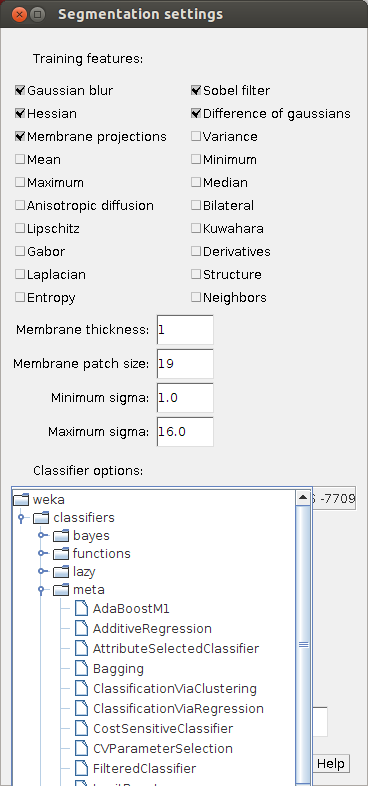 Segmentation settings
Training features:
Gaussian blur Sobel filter
Hessian Difference of gaussians
Membrane projections Variance
Mean Minimum
Maximum Median
Anisotropic diffusion Bilateral
Lipschitz Kuwahara
Gabor Derivatives
Laplacian Structure
Entropy Neighbors
Membrane thickness: 1
Membrane patch size: 19
Minimum sigma: 1.0
Maximum sigma: 16.0
Classifier options:
weka -7709
classifiers
bayes
functions
lazy
meta
AdaBoostM1
AdditiveRegression
AttributeSelectedClassifier
Bagging
ClassificationViaClustering
ClassificationViaRegression
CostSensitiveClassifier
CVParameterSelection
Help
FilteredClassifier